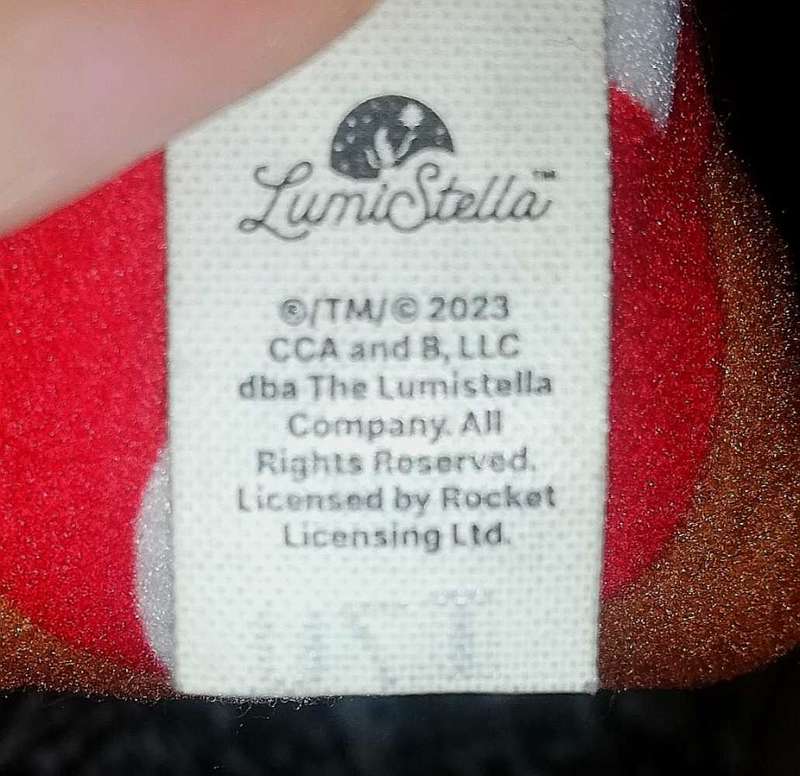 LumiStella™
®/TM/© 2023
CCA and B, LLC
dba The Lumistella
Company. All
Rights Reserved.
Licensed by Rocket
Licensing Ltd.